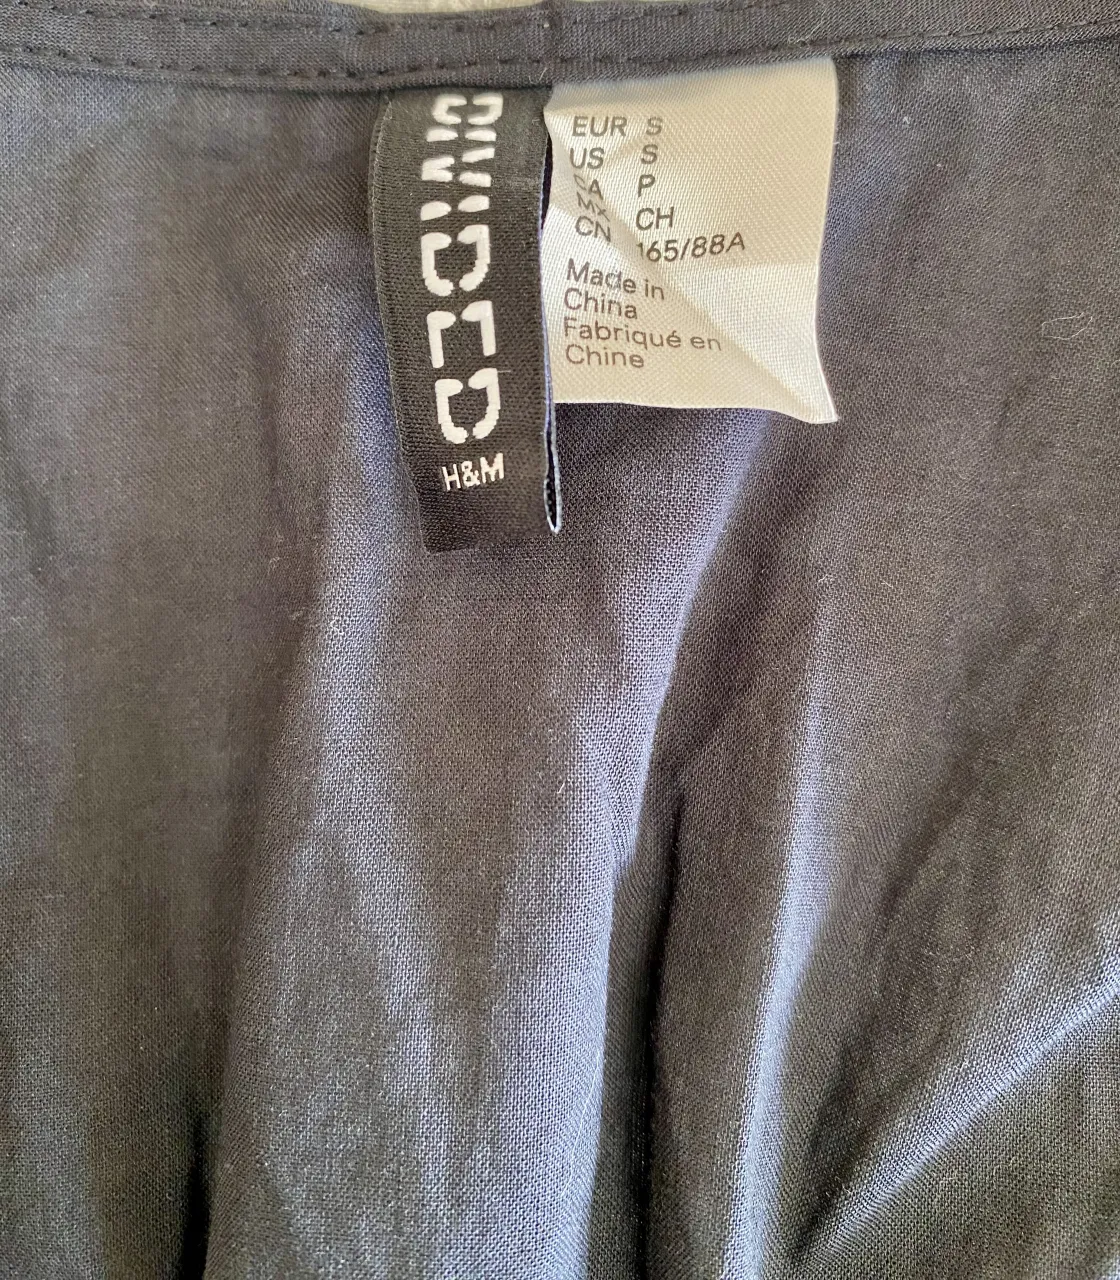 DIVIDED
H&M
EUR S
US S
CA P
MX CH
CN 165/88A
Made in
China
Fabriqué en
Chine